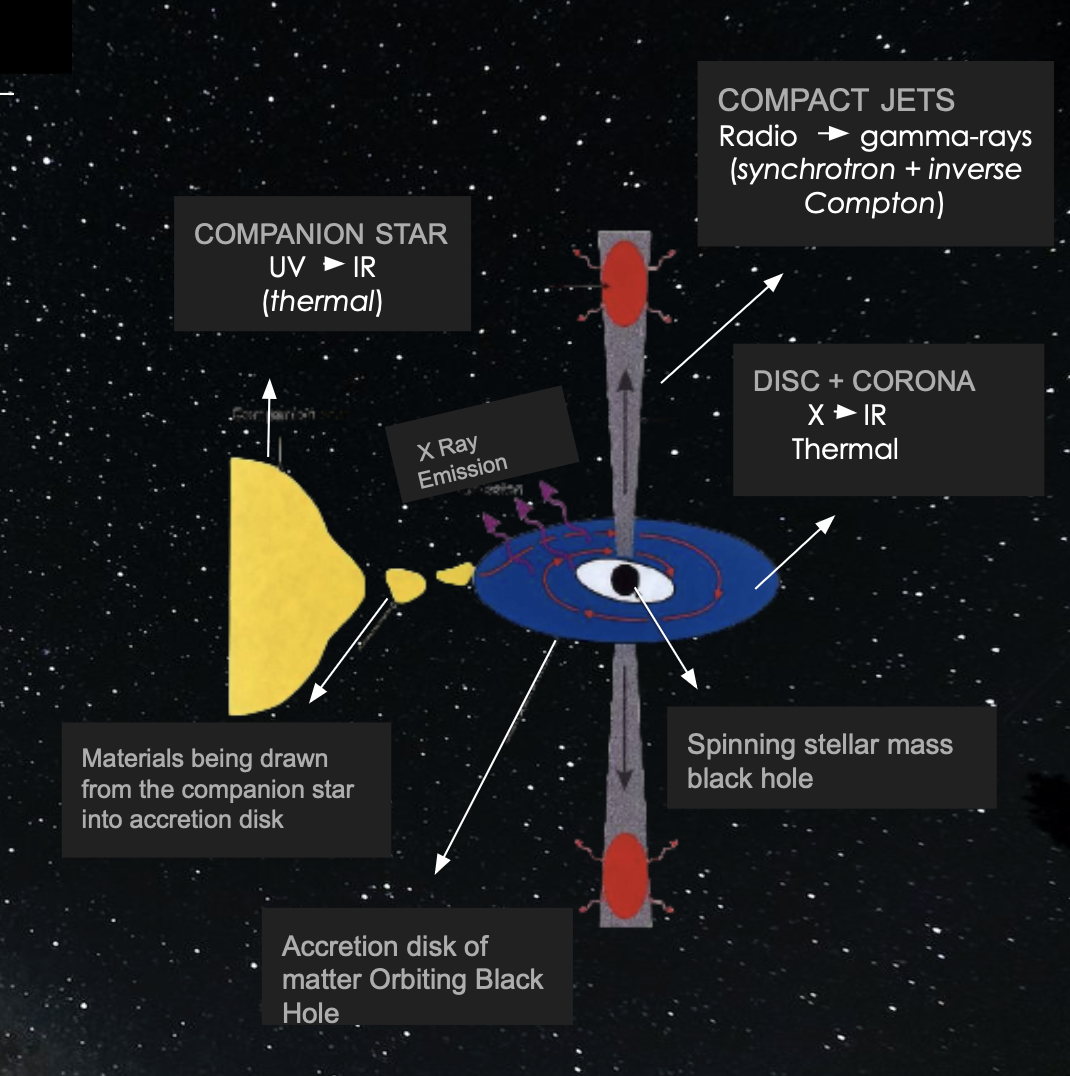 COMPACT JETS
Radio → gamma-rays
(synchrotron + inverse
Compton)
COMPANION STAR
UV → IR
(thermal)
DISC + CORONA
X → IR
Thermal
X Ray
Emission
Materials being drawn
from the companion star
into accretion disk
Spinning stellar mass
black hole
Accretion disk of
matter Orbiting Black
Hole